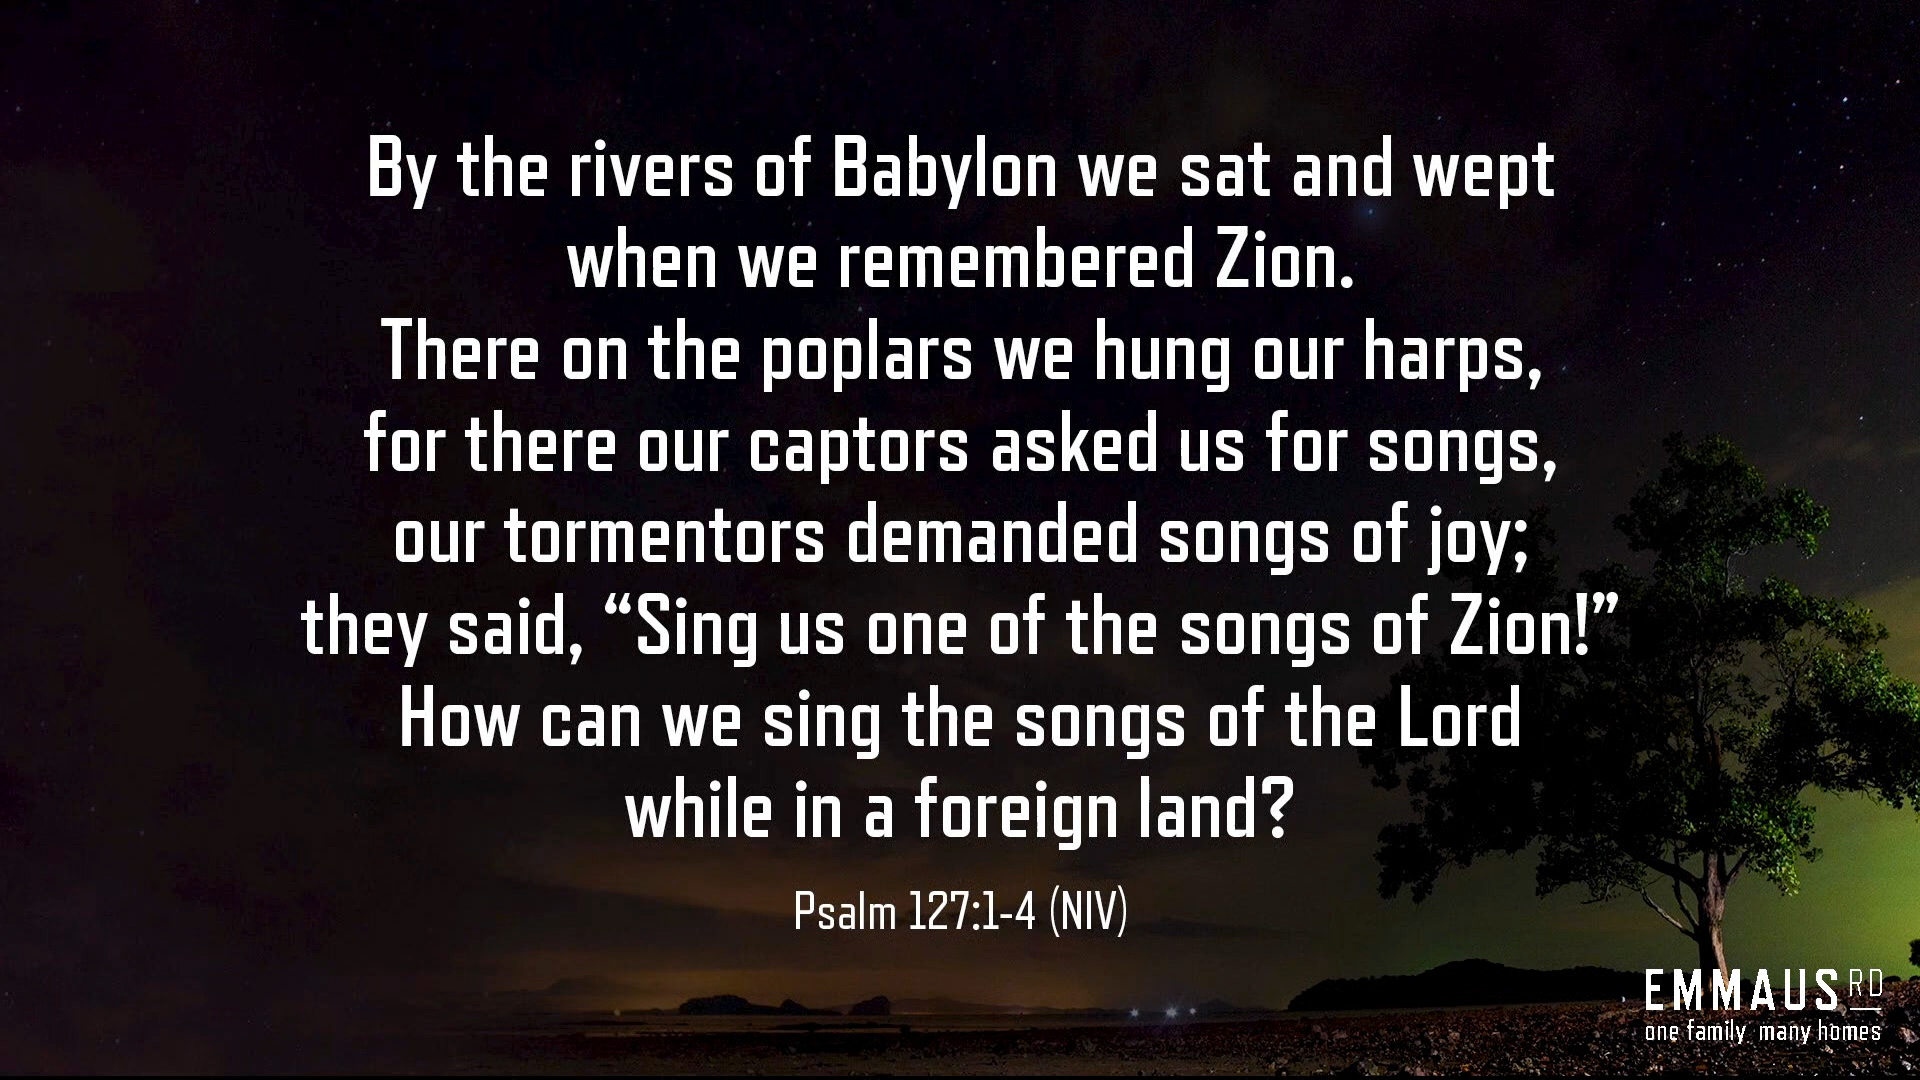 By the rivers of Babylon we sat and wept
when we remembered Zion.
There on the poplars we hung our harps,
for there our captors asked us for songs,
our tormentors demanded songs of joy;
they said, “Sing us one of the songs of Zion!”
How can we sing the songs of the Lord
while in a foreign land?
Psalm 127:1-4 (NIV)
EMMAUS RD
one family many homes